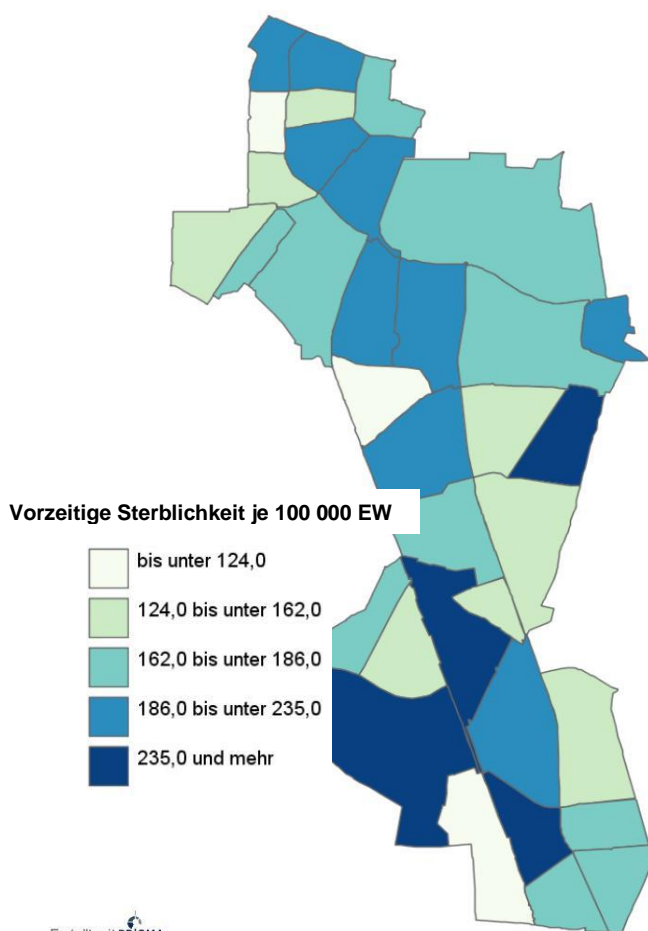 Vorzeitige Sterblichkeit je 100 000 EW
bis unter 124,0
124,0 bis unter 162,0
162,0 bis unter 186,0
186,0 bis unter 235,0
235,0 und mehr